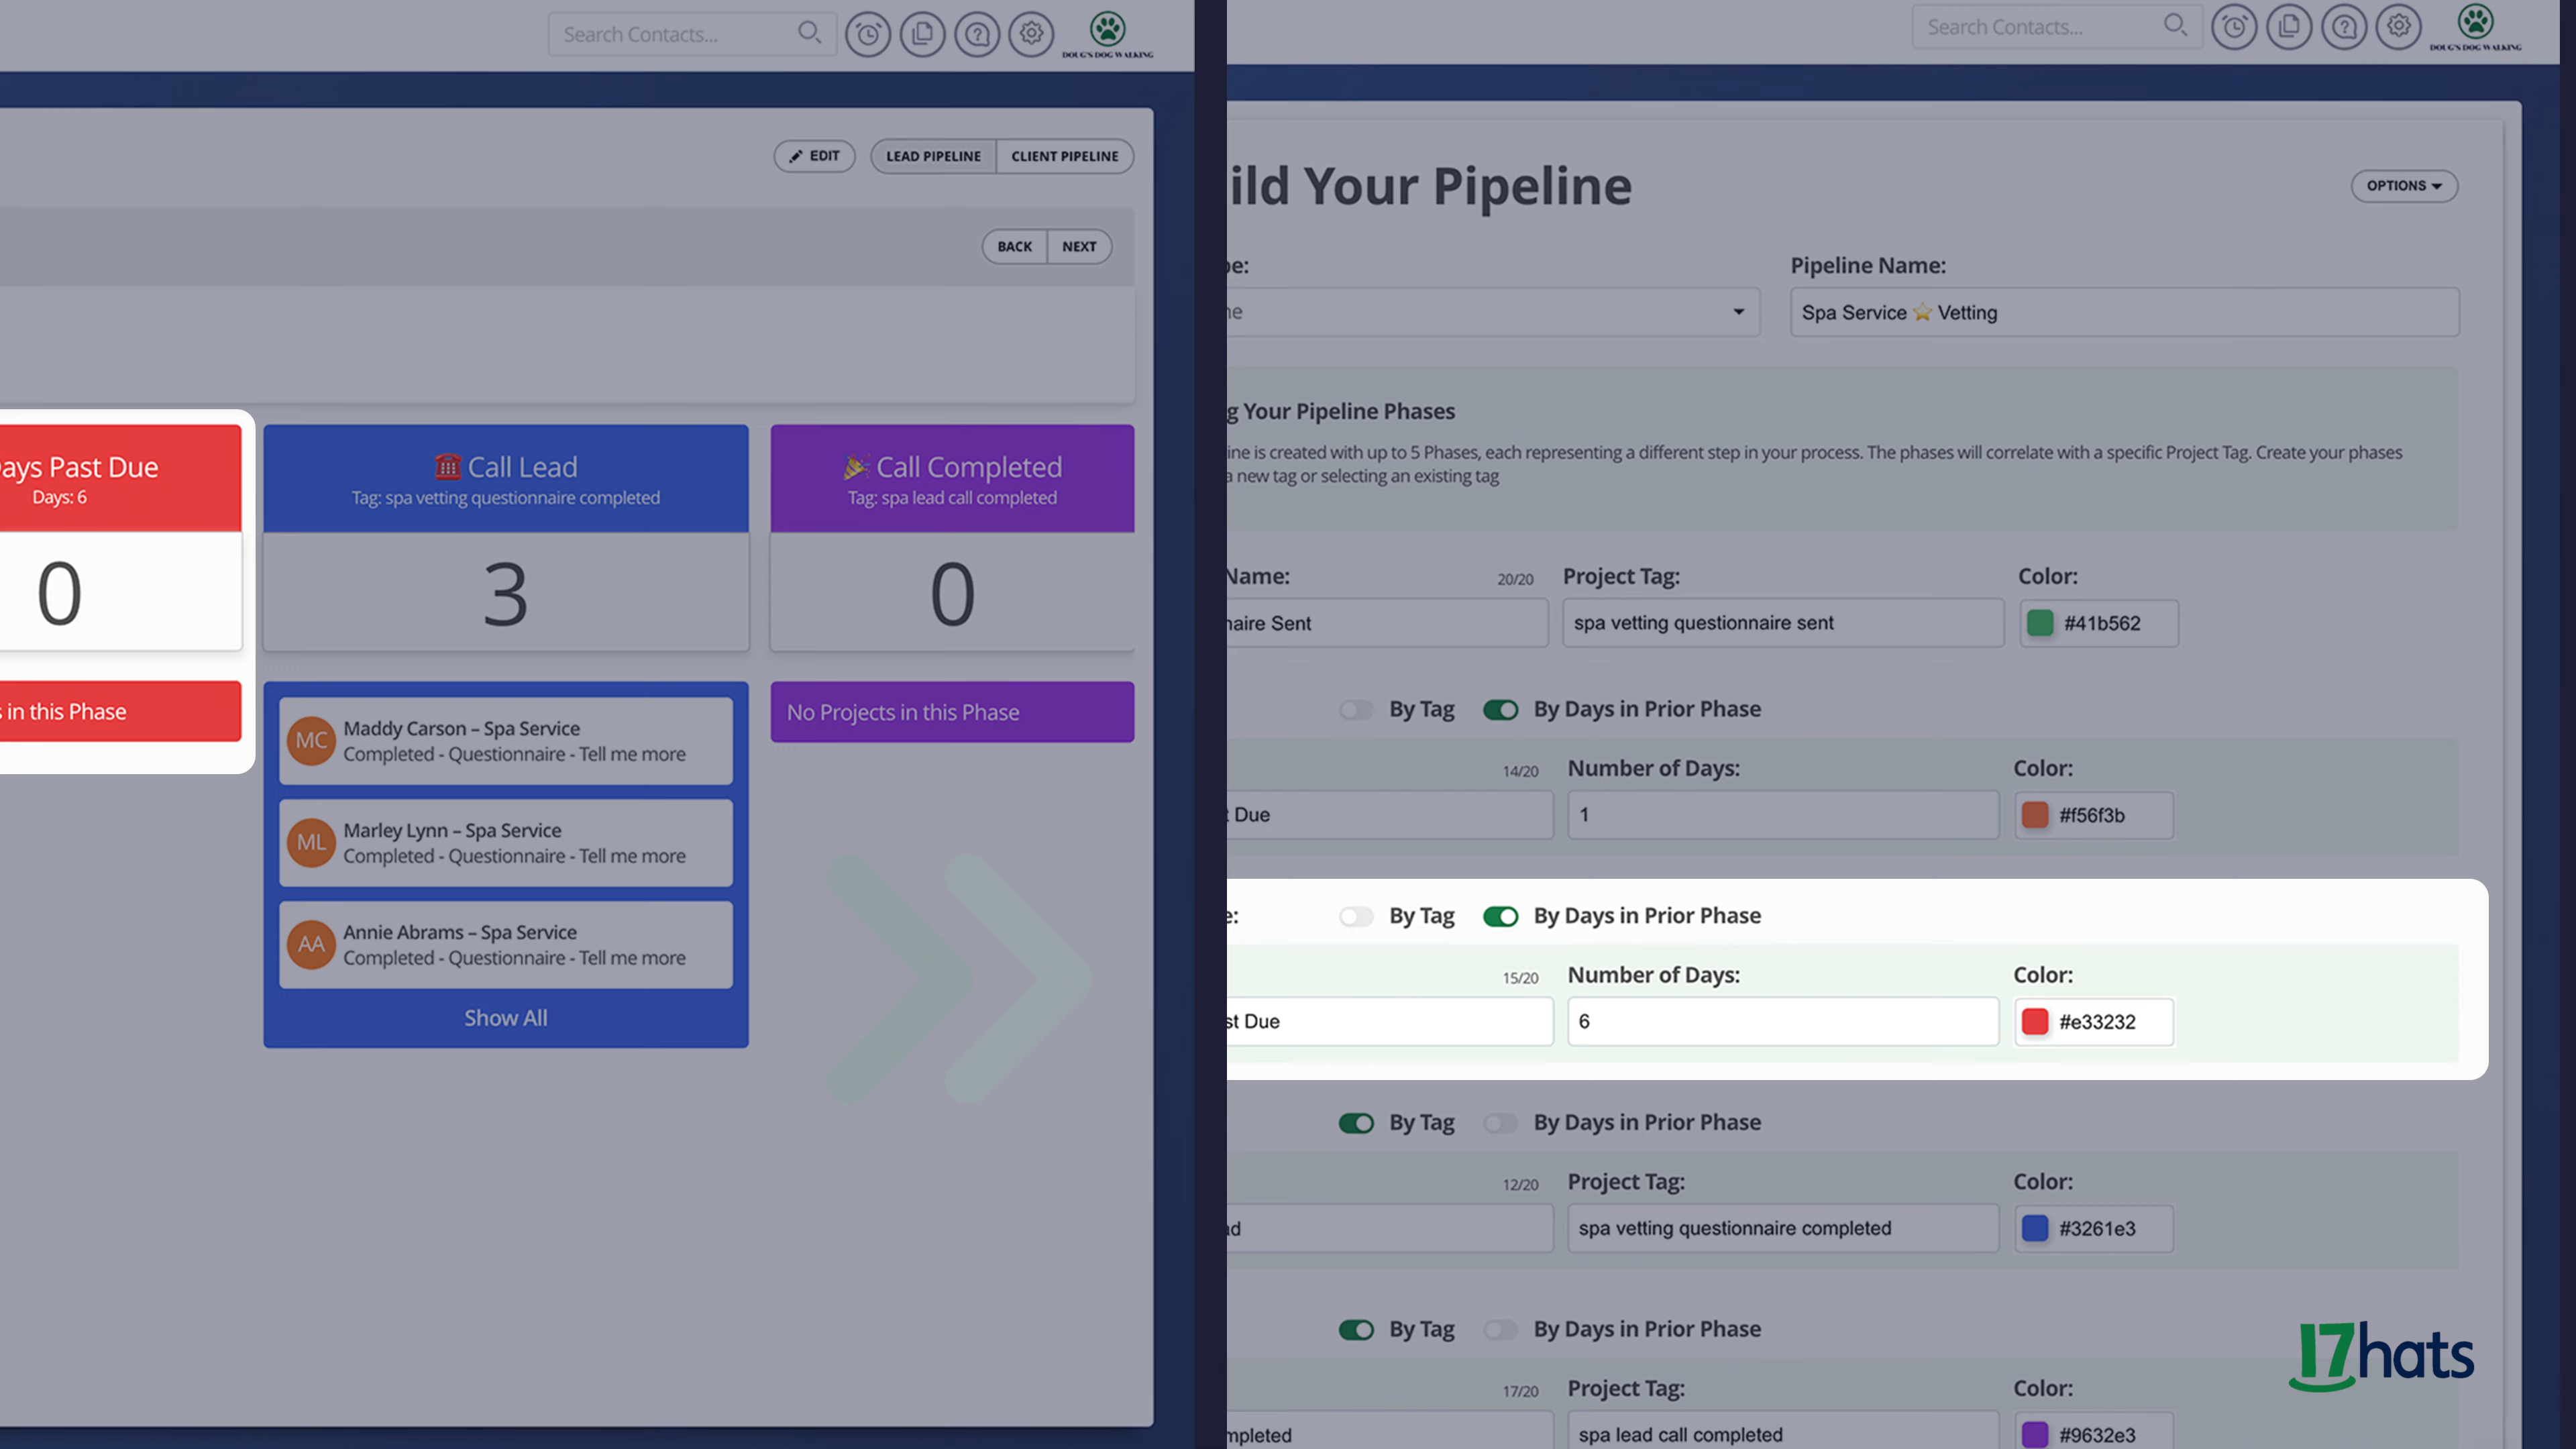 Search Contacts...
DOUG'S DOG WALKING
EDIT
LEAD PIPELINE
CLIENT PIPELINE
BACK
NEXT
ays Past Due
Days: 6
0
s in this Phase
Call Lead
Tag: spa vetting questionnaire completed
3
MC
Maddy Carson – Spa Service
Completed - Questionnaire - Tell me more
ML
Marley Lynn – Spa Service
Completed - Questionnaire - Tell me more
AA
Annie Abrams – Spa Service
Completed - Questionnaire - Tell me more
Show All
Call Completed
Tag: spa lead call completed
0
No Projects in this Phase
Search Contacts...
DOUG'S DOG WALKING
ild Your Pipeline
OPTIONS
pe:
ne
Pipeline Name:
Spa Service ⭐ Vetting
g Your Pipeline Phases
ine is created with up to 5 Phases, each representing a different step in your process. The phases will correlate with a specific Project Tag. Create your phases
a new tag or selecting an existing tag
Name:
20/20
Project Tag:
Color:
naire Sent
spa vetting questionnaire sent
#41b562
By Tag
By Days in Prior Phase
14/20
Number of Days:
Color:
t Due
1
#f56f3b
e:
By Tag
By Days in Prior Phase
15/20
Number of Days:
Color:
st Due
6
#e33232
By Tag
By Days in Prior Phase
12/20
Project Tag:
Color:
ad
spa vetting questionnaire completed
#3261e3
By Tag
By Days in Prior Phase
17/20
Project Tag:
Color:
mpleted
spa lead call completed
#9632e3
17hats